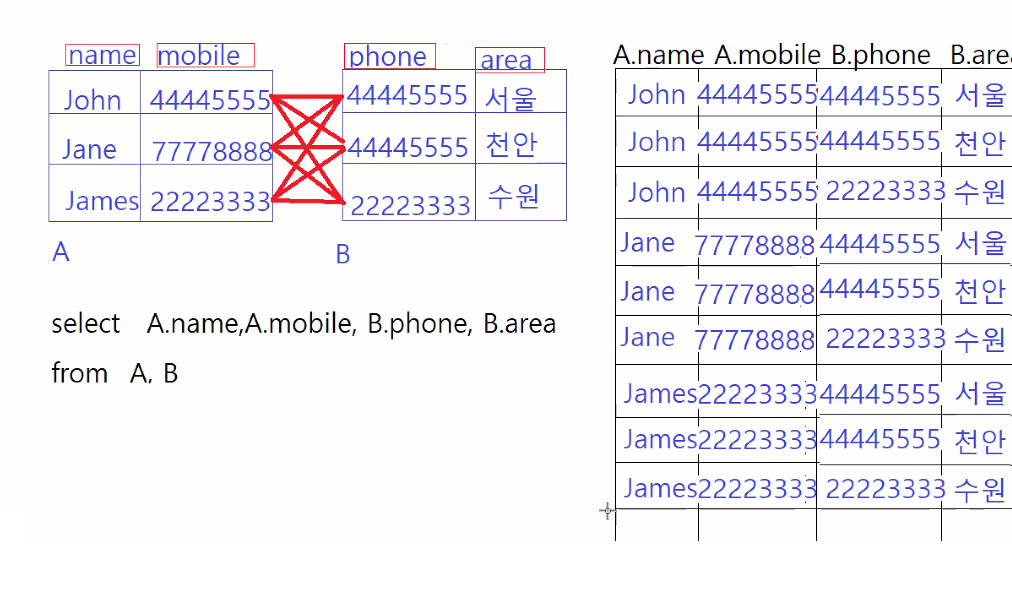 name mobile
John 44445555
Jane 77778888
James 22223333
A
phone area
44445555 서울
44445555 천안
22223333 수원
B
select A.name,A.mobile, B.phone, B.area
from A, B
A.name A.mobile B.phone B.area
John 44445555 44445555 서울
John 44445555 44445555 천안
John 44445555 22223333 수원
Jane 77778888 44445555 서울
Jane 77778888 44445555 천안
Jane 77778888 22223333 수원
James 22223333 44445555 서울
James 22223333 44445555 천안
James 22223333 22223333 수원